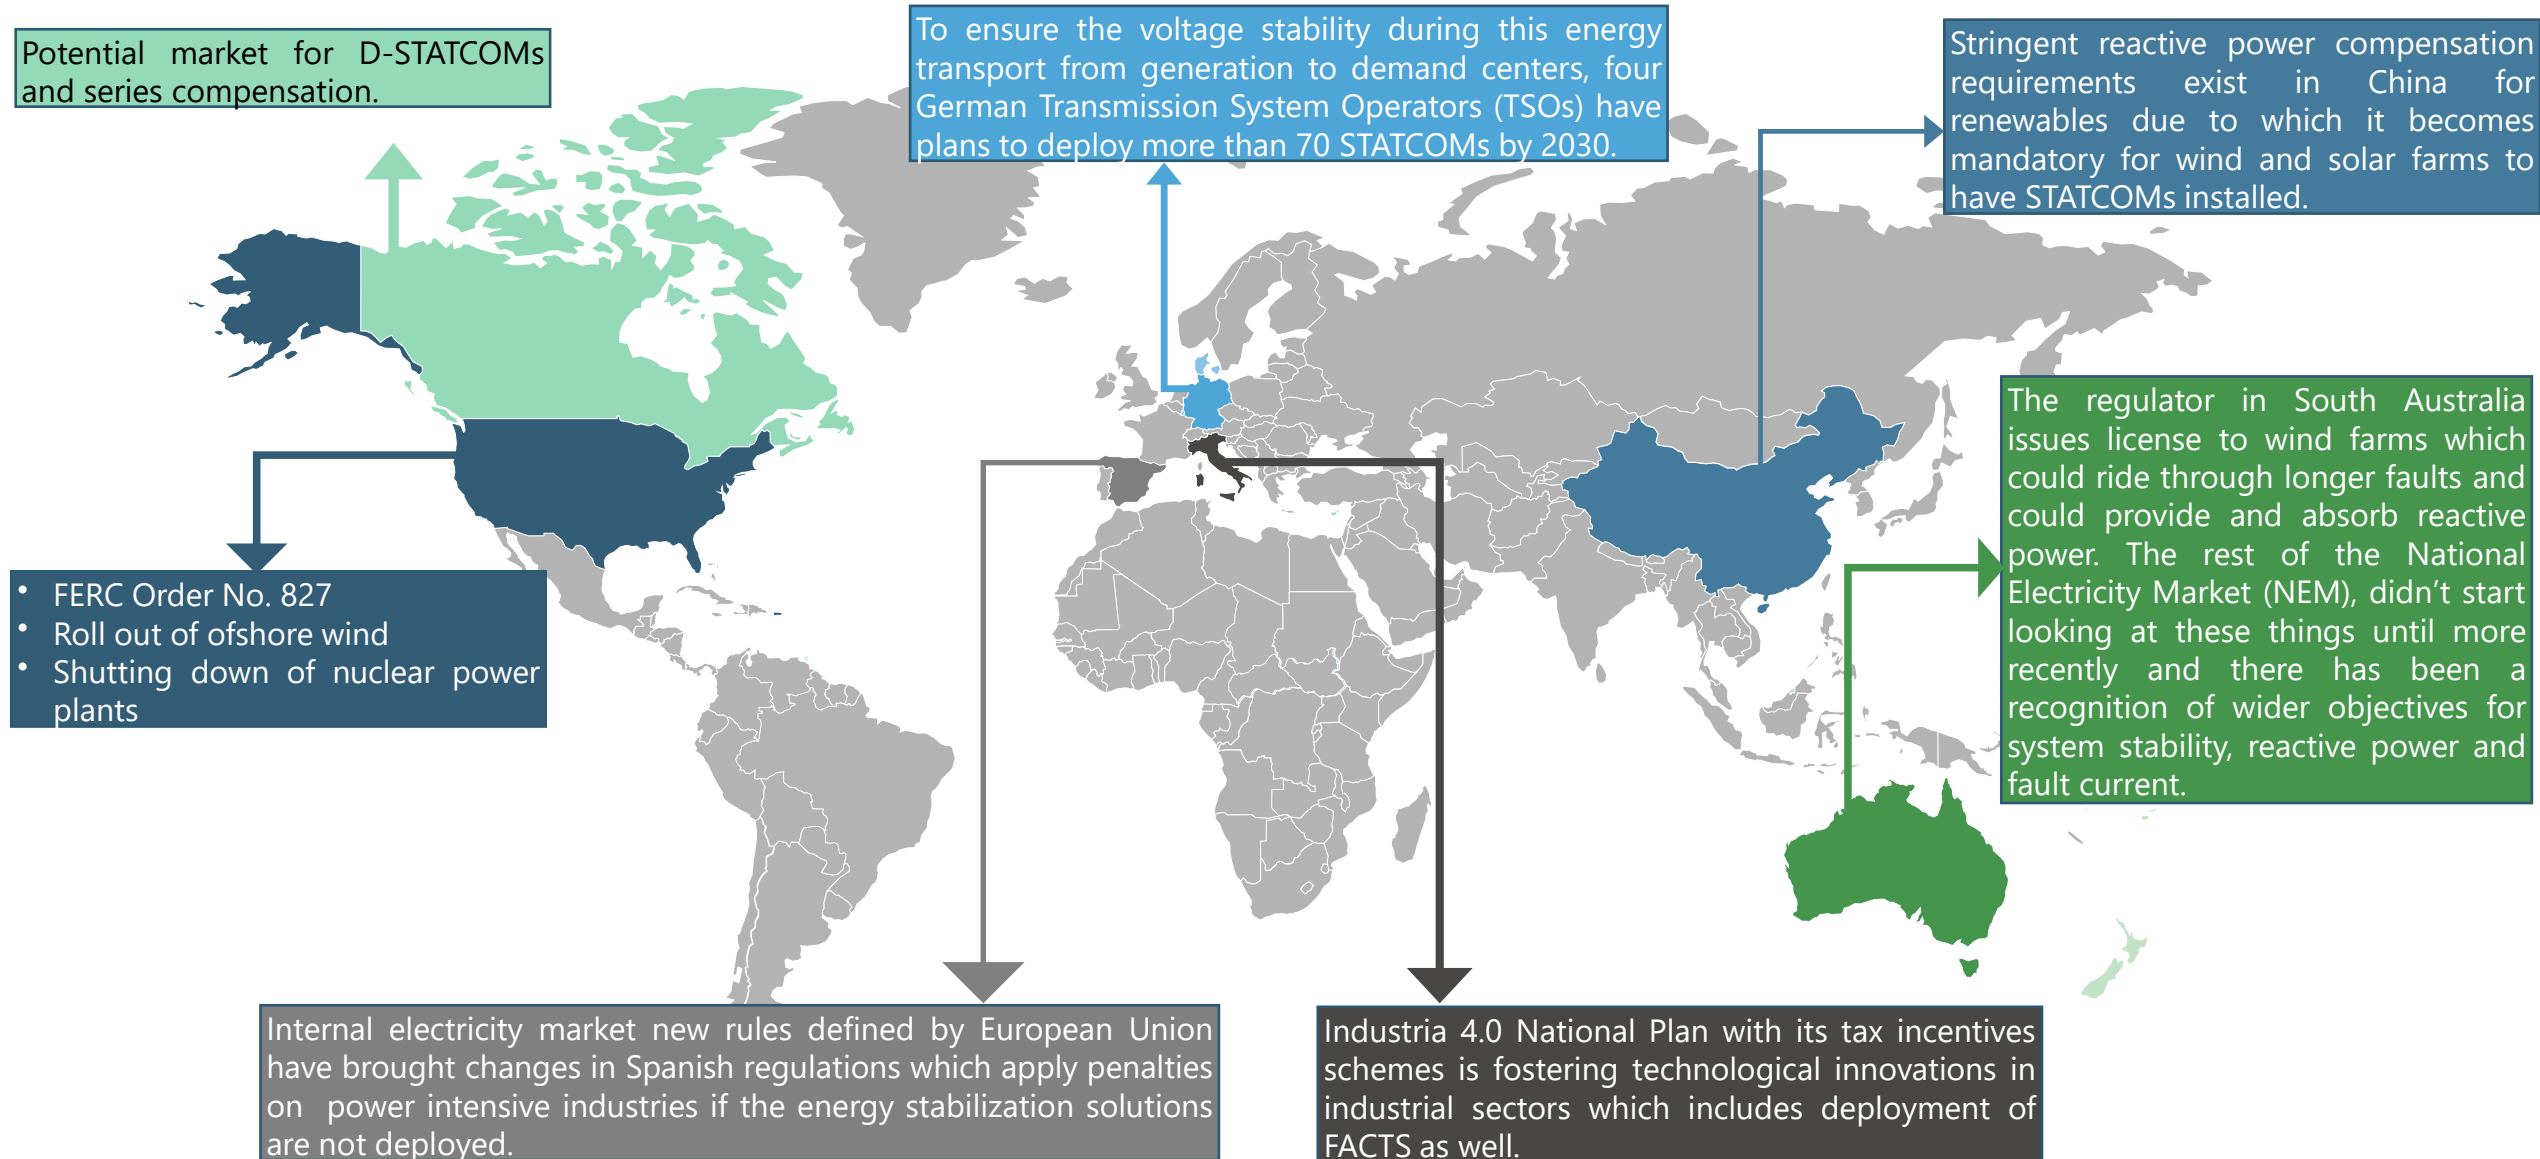 Potential market for D-STATCOMs
and series compensation.
To ensure the voltage stability during this energy
transport from generation to demand centers, four
German Transmission System Operators (TSOs) have
plans to deploy more than 70 STATCOMs by 2030.
Stringent reactive power compensation
requirements exist in China for
renewables due to which it becomes
mandatory for wind and solar farms to
have STATCOMs installed.
The regulator in South Australia
issues license to wind farms which
could ride through longer faults and
could provide and absorb reactive
power. The rest of the National
Electricity Market (NEM), didn’t start
looking at these things until more
recently and there has been a
recognition of wider objectives for
system stability, reactive power and
fault current.
• FERC Order No. 827
• Roll out of ofshore wind
• Shutting down of nuclear power
plants
Internal electricity market new rules defined by European Union
have brought changes in Spanish regulations which apply penalties
on power intensive industries if the energy stabilization solutions
are not deployed.
Industria 4.0 National Plan with its tax incentives
schemes is fostering technological innovations in
industrial sectors which includes deployment of
FACTS as well.